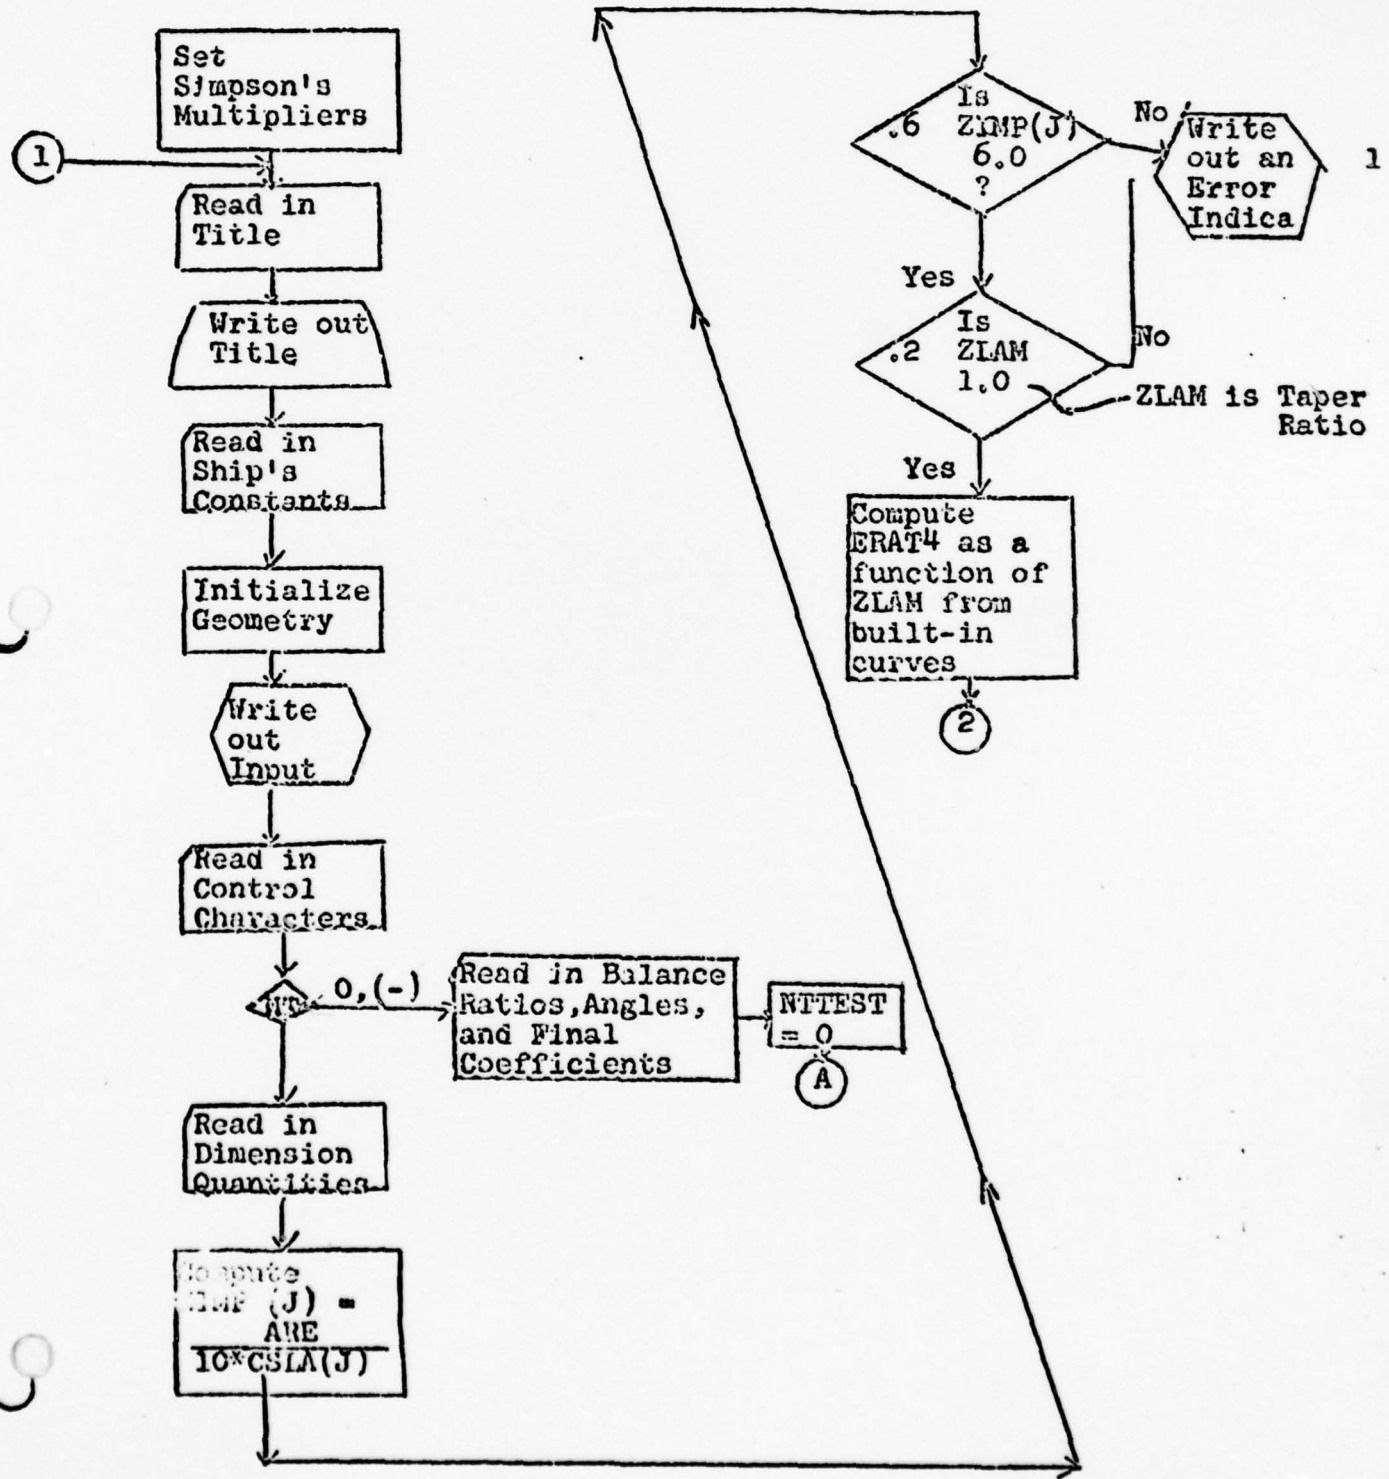 Set
Simpson's
Multipliers
1
Read in
Title
Write out
Title
Read in
Ship's
Constants
Initialize
Geometry
Write
out
Input
Read in
Control
Characters
0,(-)
Read in Balance
Ratios,Angles,
and Final
Coefficients
NTTEST
= 0
A
Read in
Dimension
Quantities
Compute
(J) =
ARE
10*CSLA(J)
Is
.6 ZIMP(J)
6.0
?
No
Write
out an
Error
Indica
1
Yes
Is
.2 ZLAM
1.0
No
ZLAM is Taper
Ratio
Yes
Compute
ERAT4 as a
function of
ZLAM from
built-in
curves
2